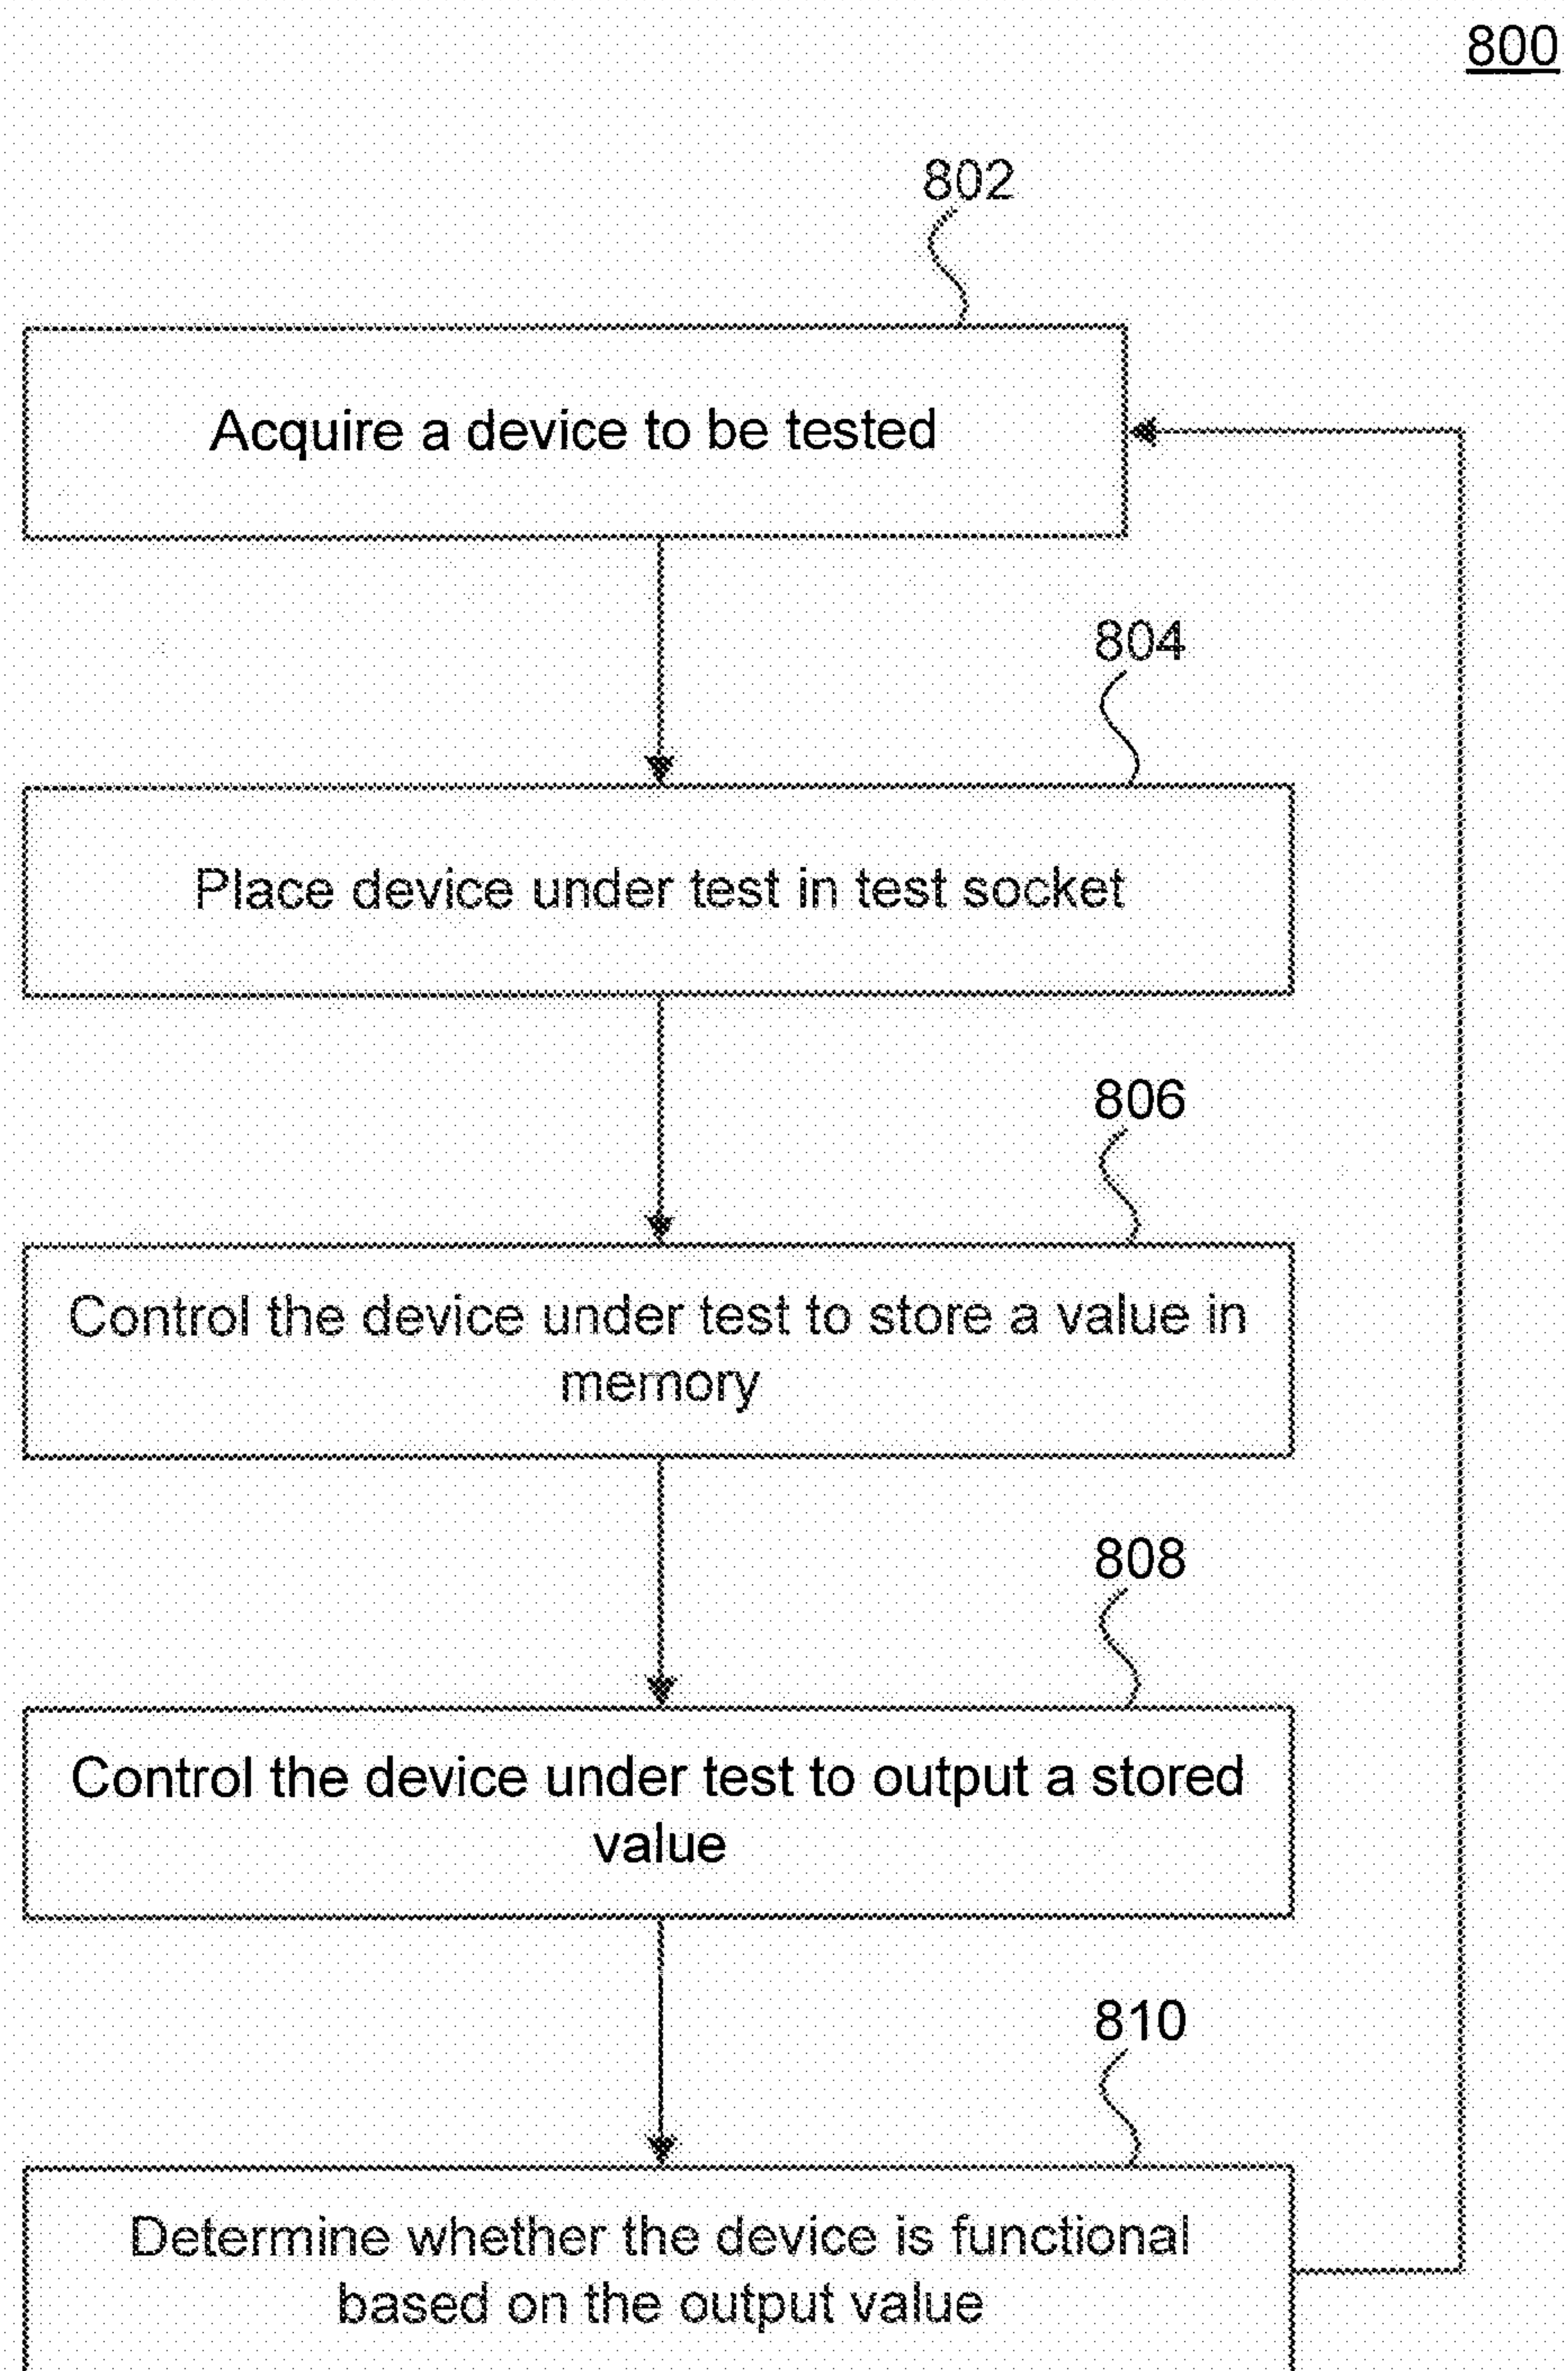 800
802
Acquire a device to be tested
804
Place device under test in test socket
806
Control the device under test to store a value in
memory
808
Control the device under test to output a stored
value
810
Determine whether the device is functional
based on the output value